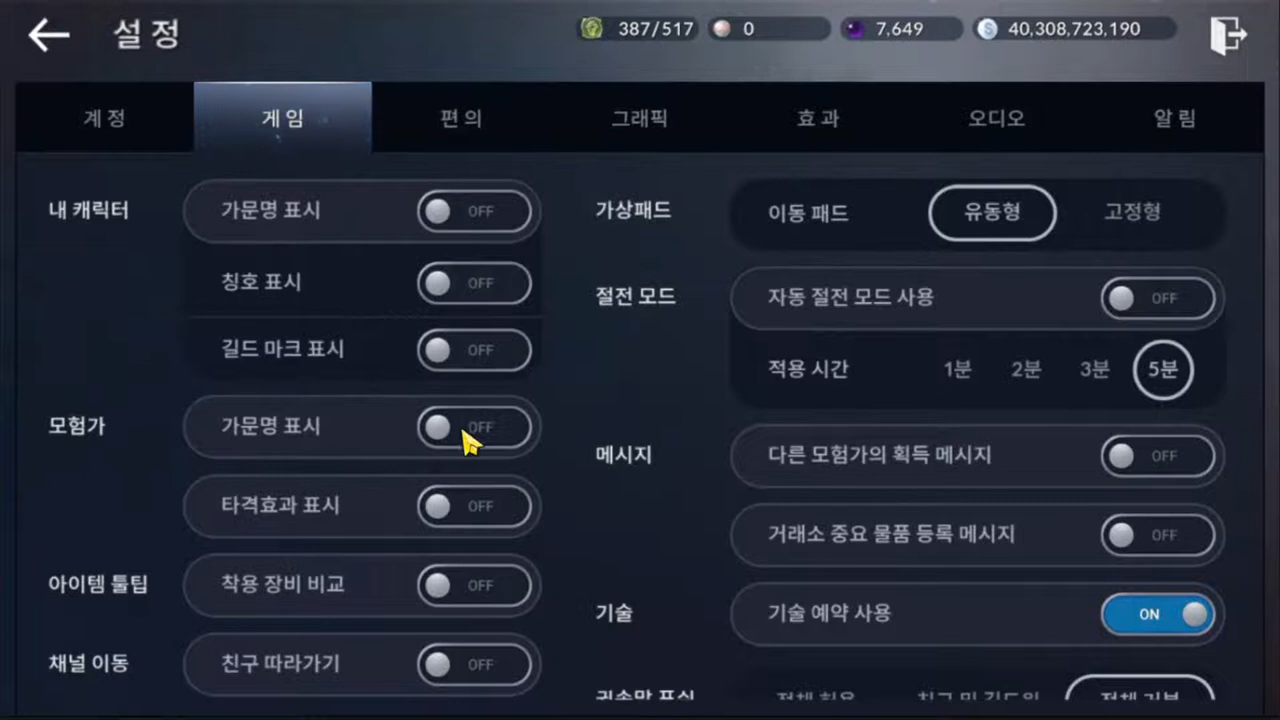 설정
387/517
0
7,649
40,308,723,190
계정
게임
편의
그래픽
효과
오디오
알림
내 캐릭터
가문명 표시
OFF
칭호 표시
OFF
길드 마크 표시
OFF
모험가
가문명 표시
OFF
타격효과 표시
OFF
아이템 툴팁
착용 장비 비교
OFF
채널 이동
친구 따라가기
OFF
가상패드
이동 패드
유동형
고정형
절전 모드
자동 절전 모드 사용
OFF
적용 시간
1분
2분
3분
5분
메시지
다른 모험가의 획득 메시지
OFF
거래소 중요 물품 등록 메시지
OFF
기술
기술 예약 사용
ON